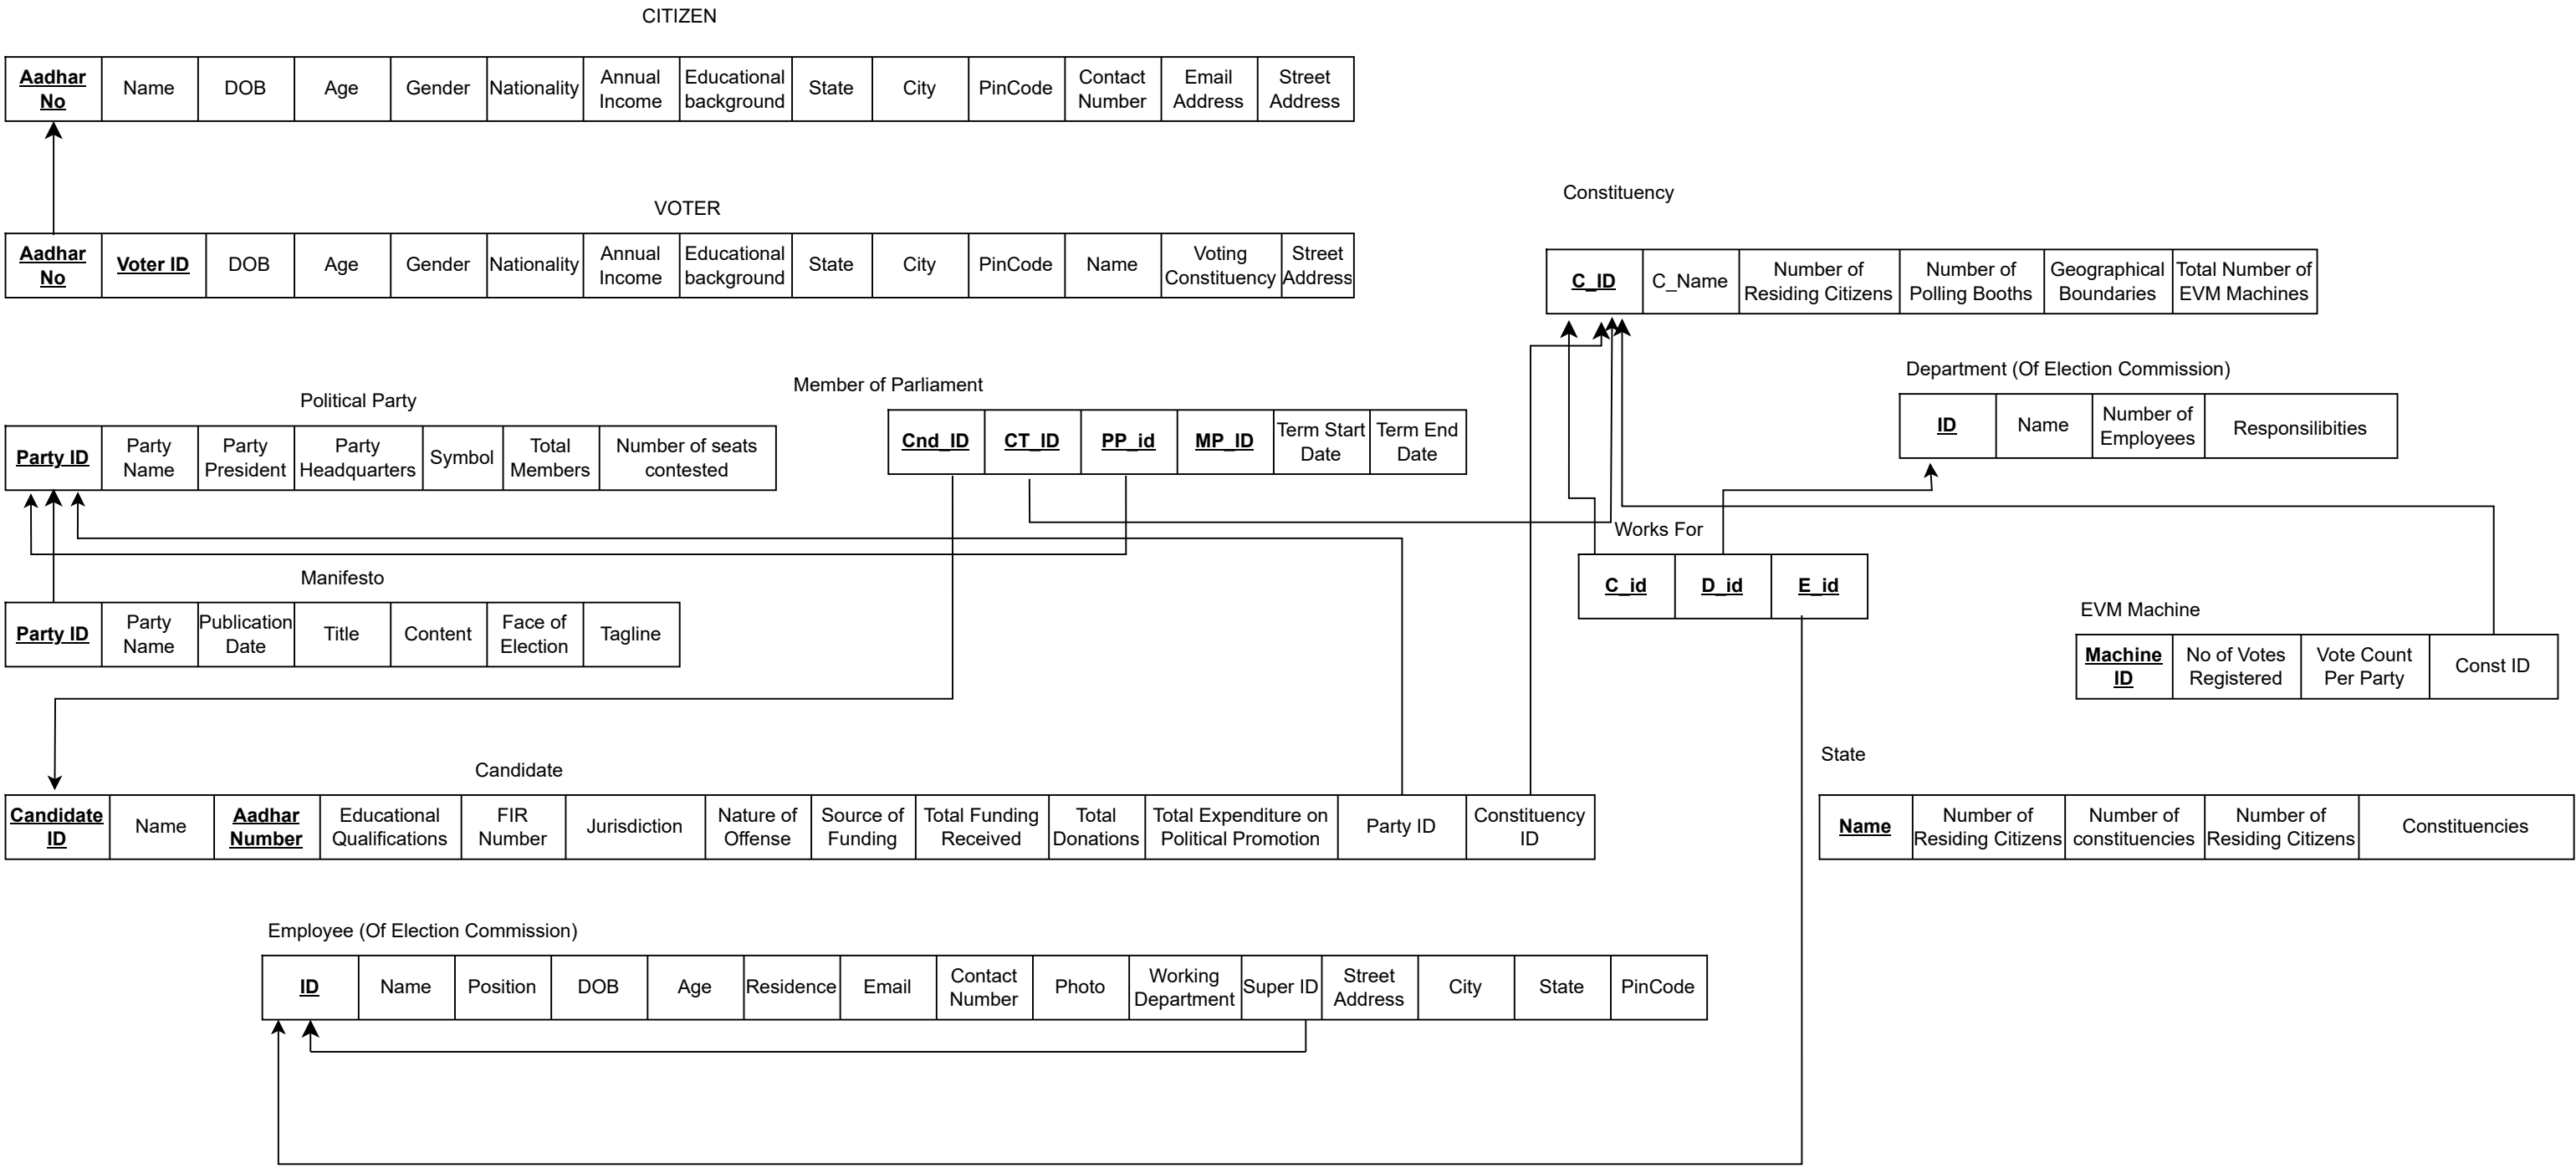 CITIZEN
Aadhar
No
Name
DOB
Age
Gender
Nationality
Annual
Income
Educational
background
State
City
PinCode
Contact
Number
Email
Address
Street
Address
VOTER
Aadhar
No
Voter ID
DOB
Age
Gender
Nationality
Annual
Income
Educational
background
State
City
PinCode
Name
Voting
Constituency
Street
Address
Constituency
C_ID
C_Name
Number of
Residing Citizens
Number of
Polling Booths
Geographical
Boundaries
Total Number of
EVM Machines
Department (Of Election Commission)
ID
Name
Number of
Employees
Responsilibities
Political Party
Party ID
Party
Name
Party
President
Party
Headquarters
Symbol
Total
Members
Number of seats
contested
Member of Parliament
Cnd_ID
CT_ID
PP_id
MP_ID
Term Start
Date
Term End
Date
Works For
C_id
D_id
E_id
Manifesto
Party ID
Party
Name
Publication
Date
Title
Content
Face of
Election
Tagline
EVM Machine
Machine
ID
No of Votes
Registered
Vote Count
Per Party
Const ID
Candidate
Candidate
ID
Name
Aadhar
Number
Educational
Qualifications
FIR
Number
Jurisdiction
Nature of
Offense
Source of
Funding
Total Funding
Received
Total
Donations
Total Expenditure on
Political Promotion
Party ID
Constituency
ID
State
Name
Number of
Residing Citizens
Number of
constituencies
Number of
Residing Citizens
Constituencies
Employee (Of Election Commission)
ID
Name
Position
DOB
Age
Residence
Email
Contact
Number
Photo
Working
Department
Super ID
Street
Address
City
State
PinCode